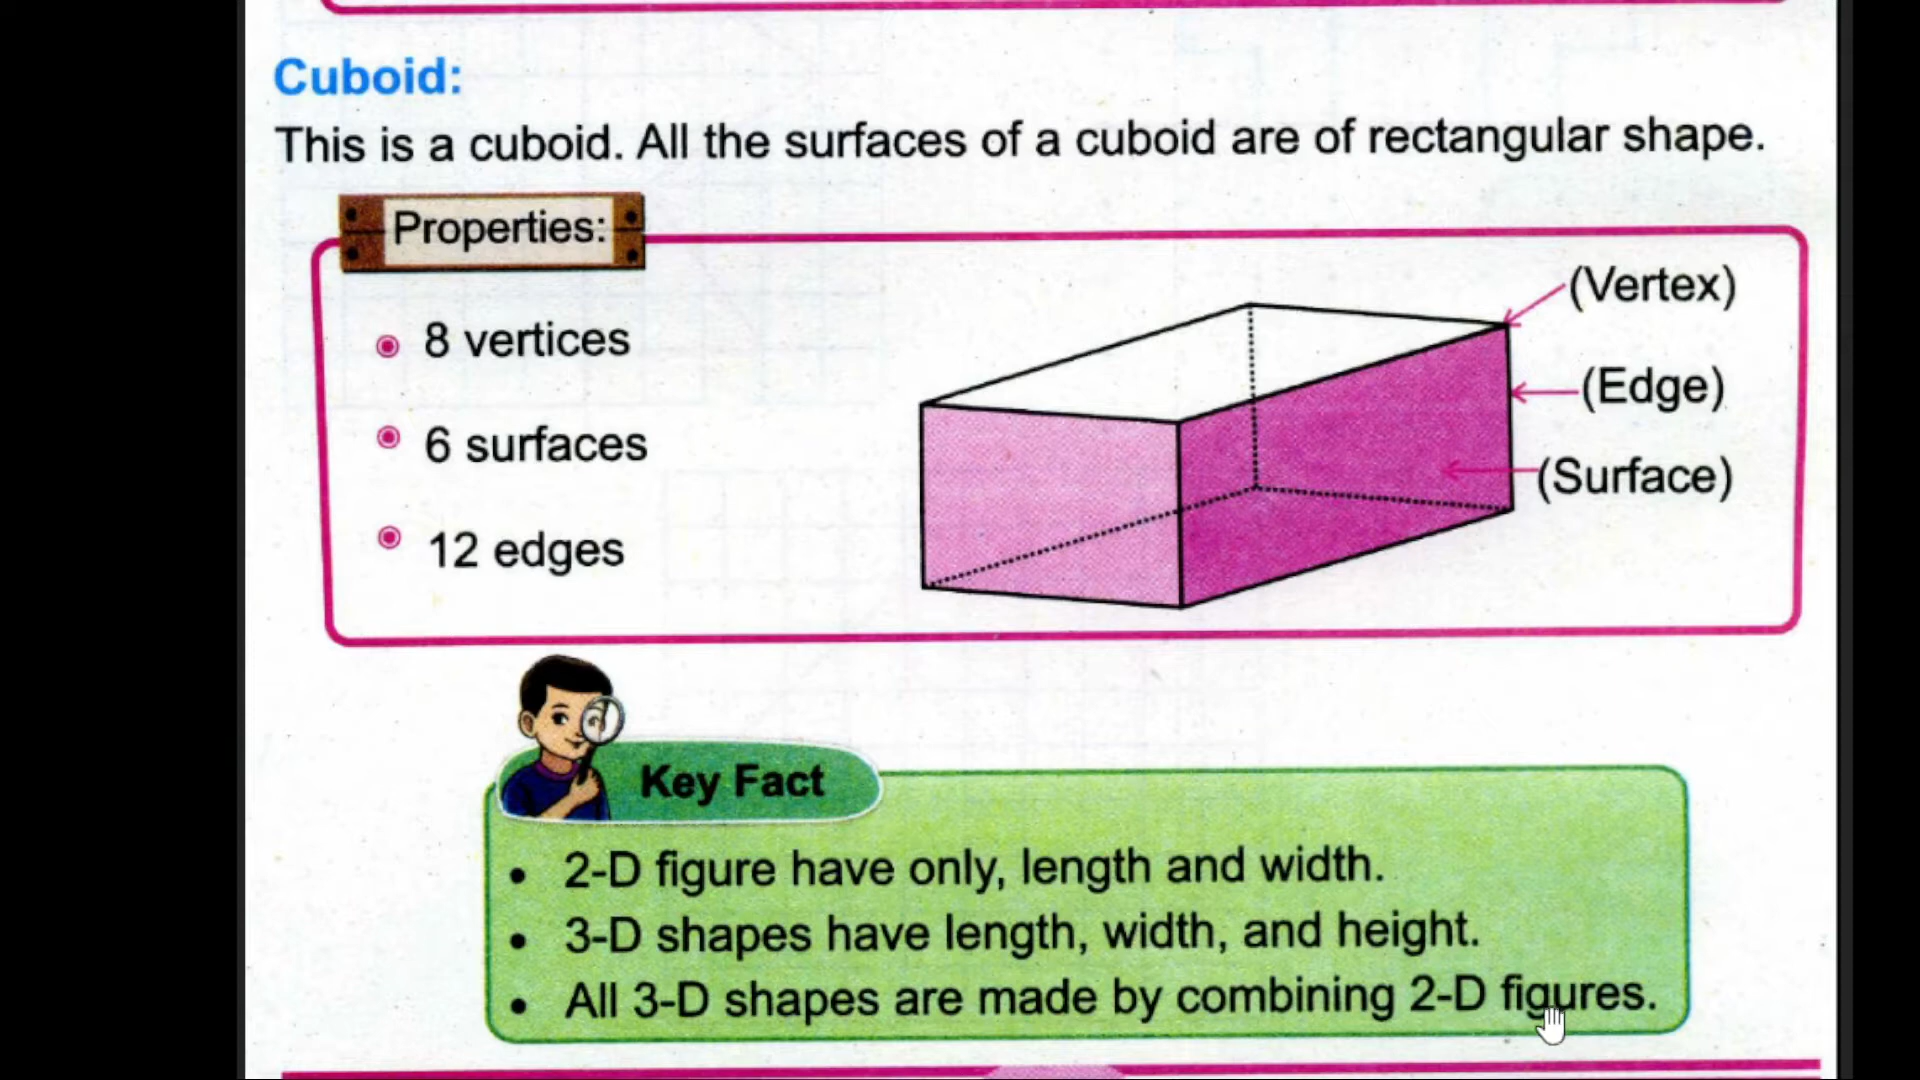 Cuboid:
This is a cuboid. All the surfaces of a cuboid are of rectangular shape.
Properties:
8 vertices
6 surfaces
12 edges
(Vertex)
(Edge)
(Surface)
Key Fact
• 2-D figure have only, length and width.
• 3-D shapes have length, width, and height.
• All 3-D shapes are made by combining 2-D figures.